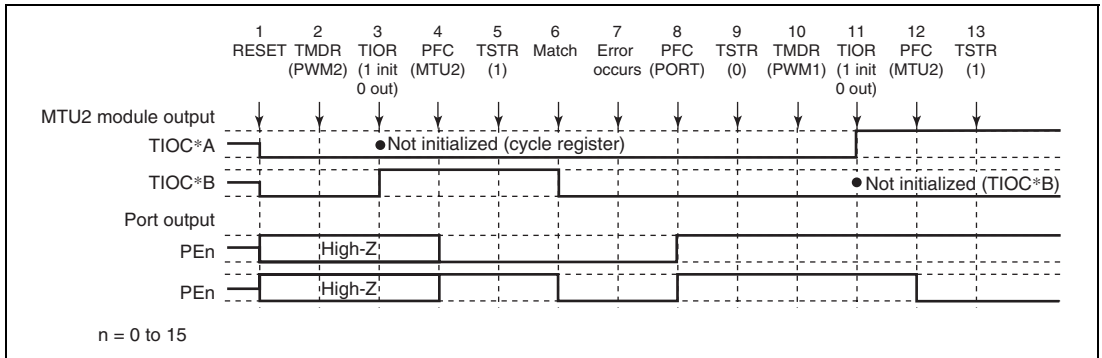 1 2 3 4 5 6 7 8 9 10 11 12 13
RESET TMDR TIOR PFC TSTR Match Error PFC TSTR TMDR TIOR PFC TSTR
(PWM2) (1 init (MTU2) (1) occurs (PORT) (0) (PWM1) (1 init (MTU2) (1)
0 out) 0 out)
MTU2 module output
TIOC*A ●Not initialized (cycle register)
TIOC*B ●Not initialized (TIOC*B)
Port output
PEn High-Z
PEn High-Z
n = 0 to 15